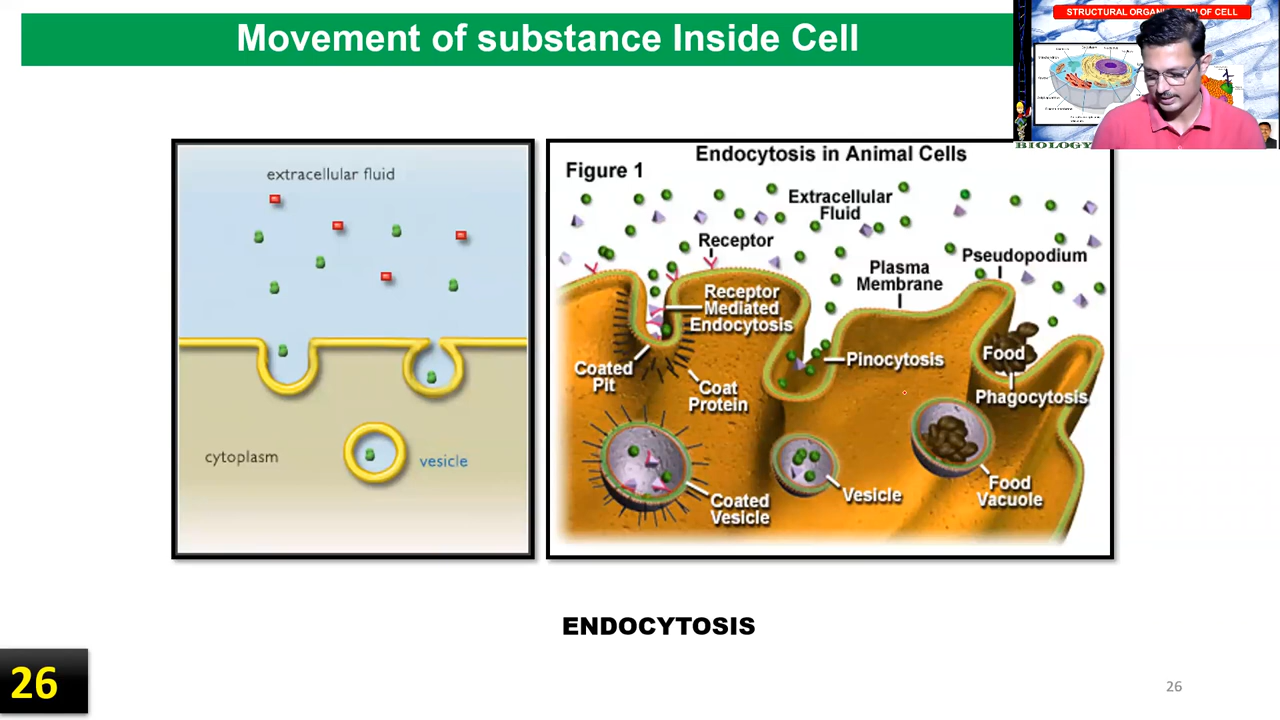 Movement of substance Inside Cell
STRUCTURAL ORGANISATION OF CELL
BIOLOGY
extracellular fluid
cytoplasm
vesicle
Endocytosis in Animal Cells
Figure 1
Extracellular
Fluid
Receptor
Plasma
Membrane
Pseudopodium
Receptor
Mediated
Endocytosis
Coated
Pit
Coat
Protein
Pinocytosis
Food
Phagocytosis
Coated
Vesicle
Vesicle
Food
Vacuole
ENDOCYTOSIS
26
26